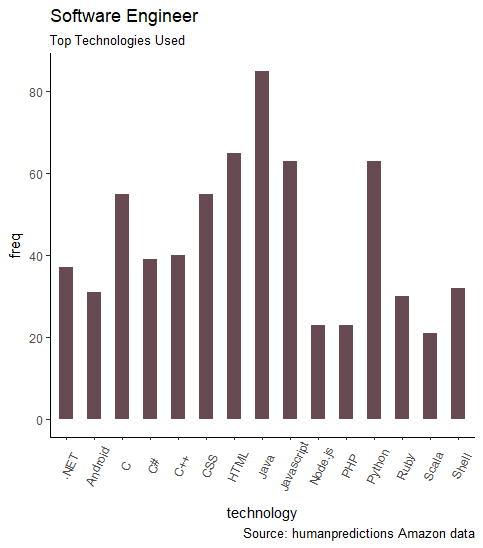 Software Engineer
Top Technologies Used
freq
80
60
40
20
0
.NET
Android
C
C#
C++
CSS
HTML
Java
Javascript
Node.js
PHP
Python
Ruby
Scala
Shell
technology
Source: humanpredictions Amazon data